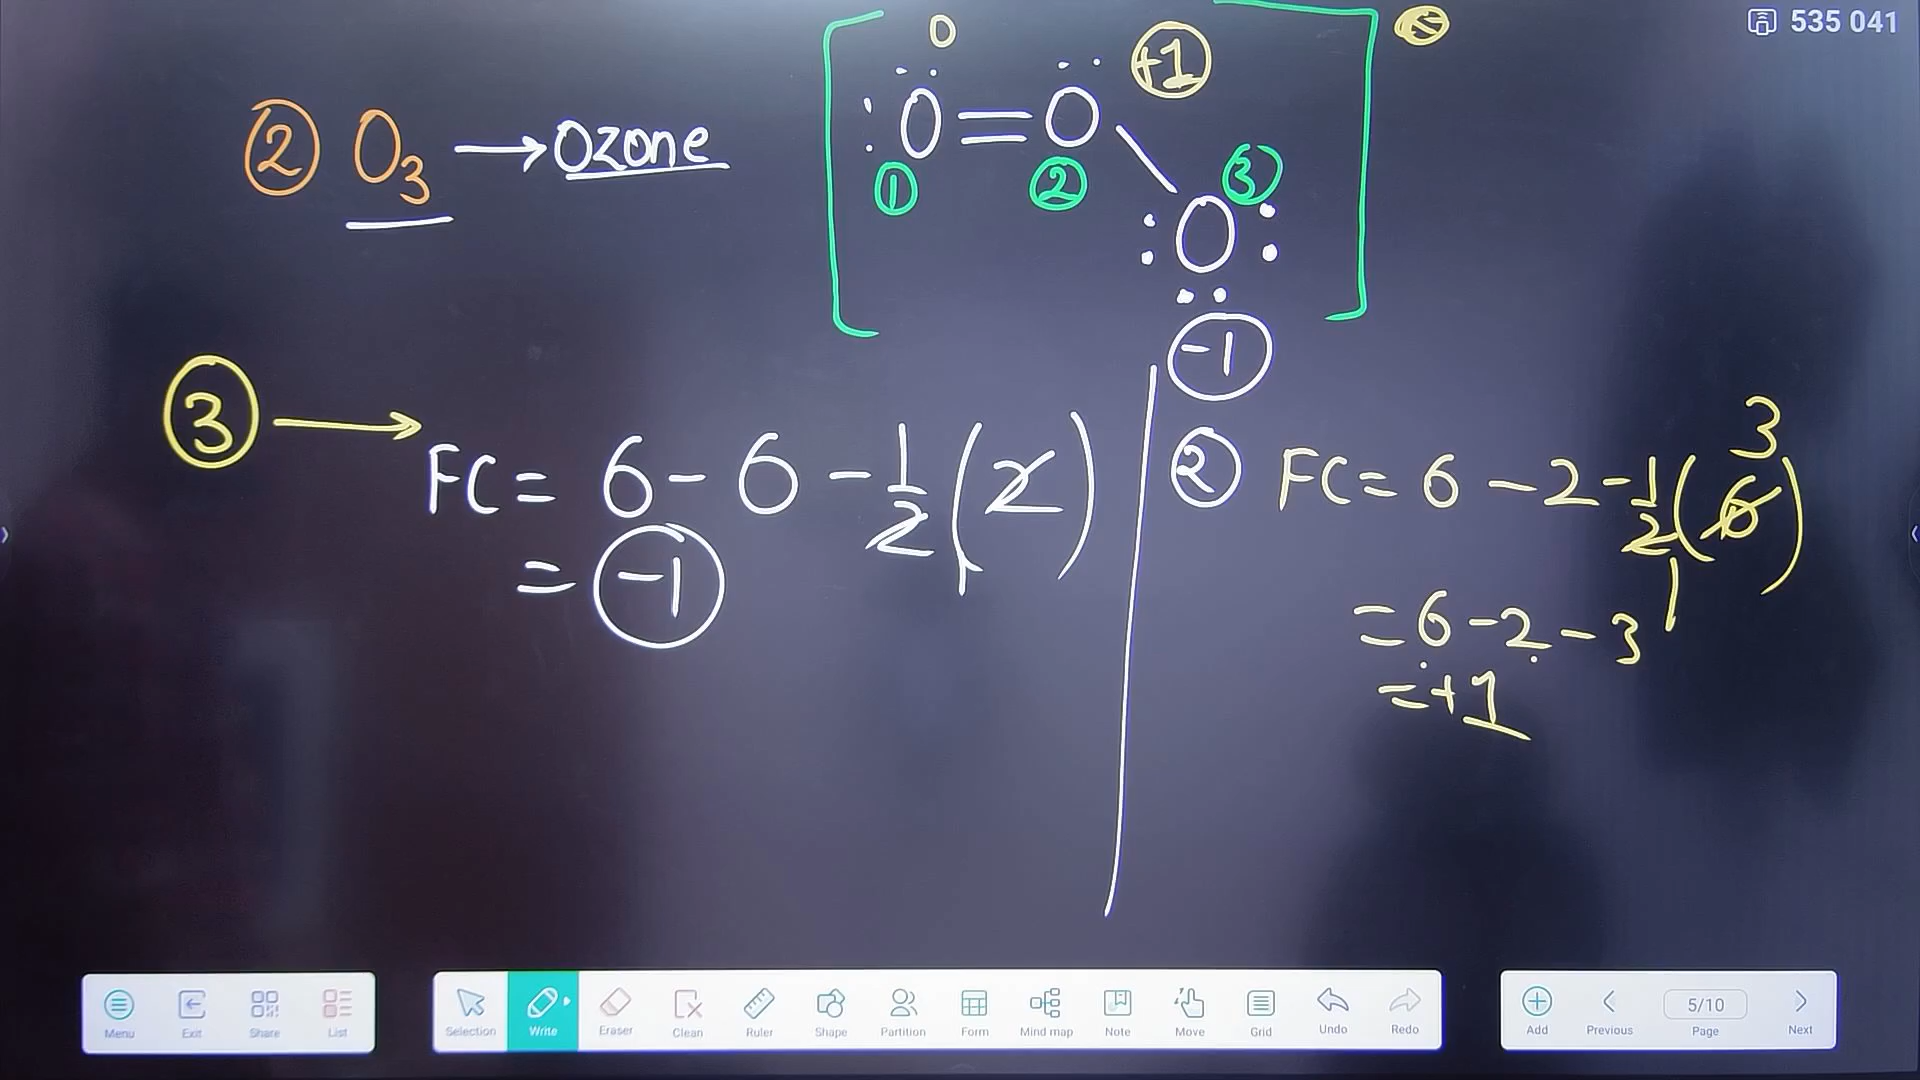 535 041
② O₃ → Ozone
0
+1
:O=O
① ② ③
:O:
-1
③ → FC = 6 - 6 - 1/2 (2)
= -1
② FC = 6 - 2 - 1/2 (6) 3
1
= 6 - 2 - 3
= +1
Menu Exit Share List Selection Write Eraser Clean Ruler Shape Partition Form Mind map Note Move Grid Undo Redo Add Previous 5/10 Page Next